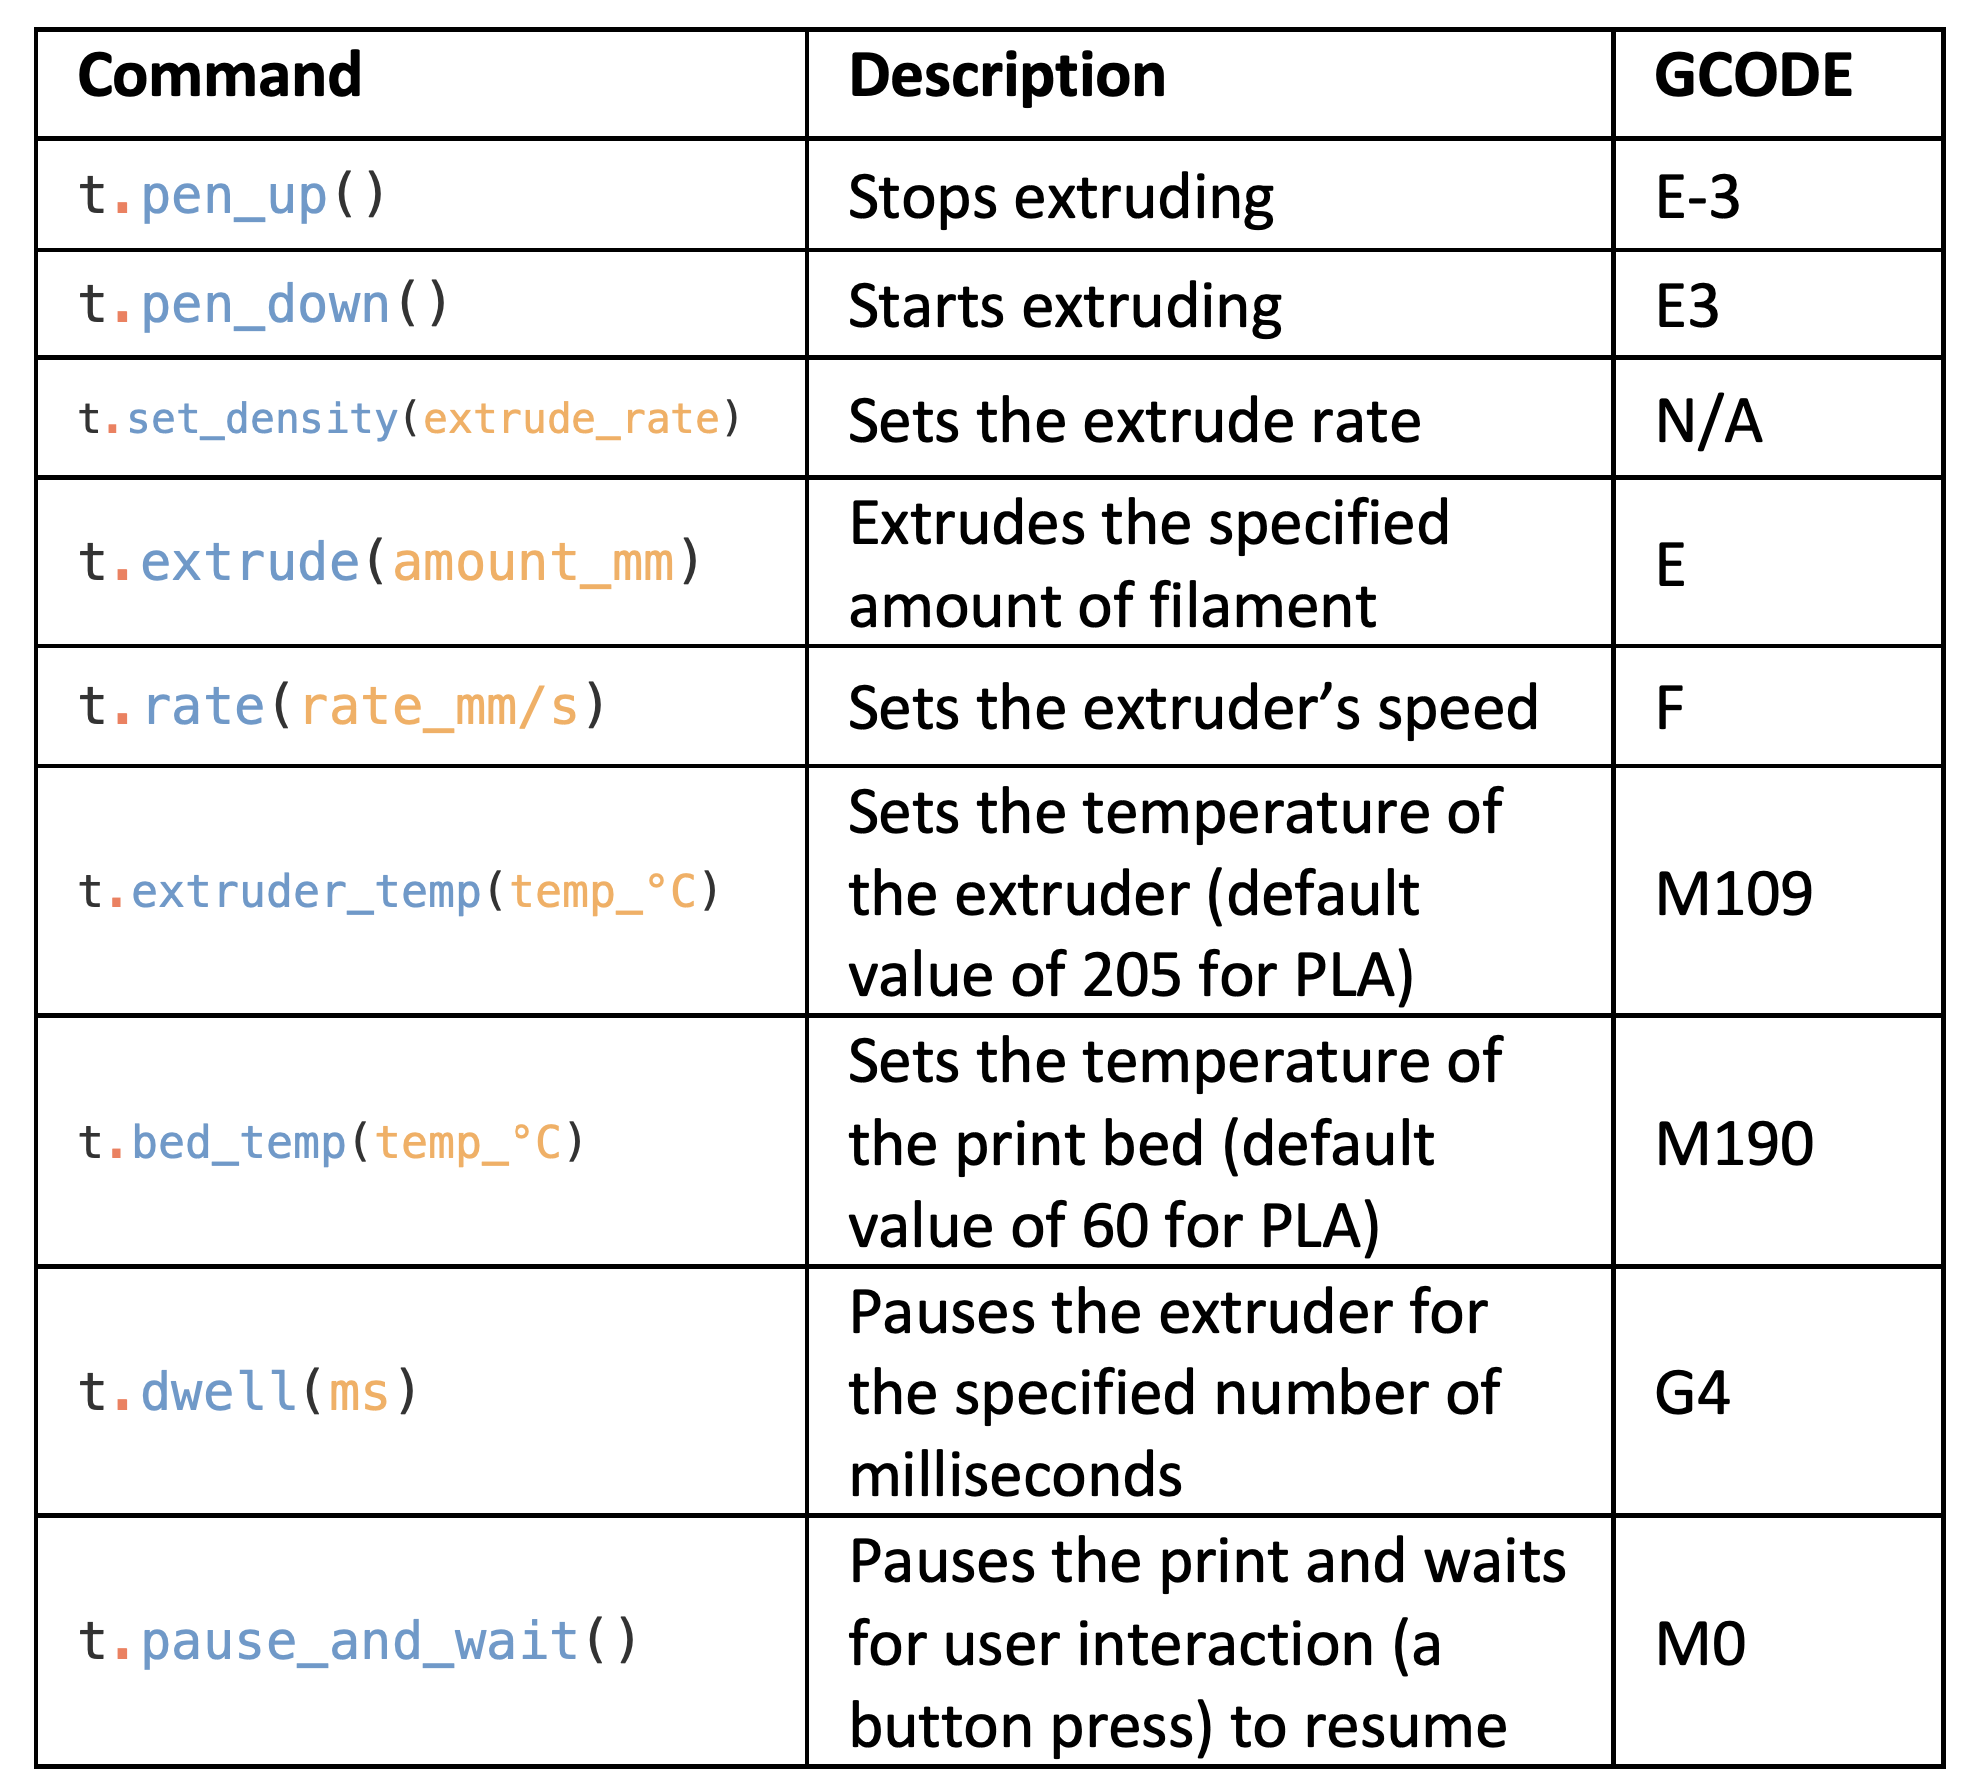 Command Description GCODE
t.pen_up() Stops extruding E-3
t.pen_down() Starts extruding E3
t.set_density(extrude_rate) Sets the extrude rate N/A
t.extrude(amount_mm) Extrudes the specified
amount of filament E
t.rate(rate_mm/s) Sets the extruder’s speed F
t.extruder_temp(temp_°C) Sets the temperature of
the extruder (default
value of 205 for PLA) M109
t.bed_temp(temp_°C) Sets the temperature of
the print bed (default
value of 60 for PLA) M190
t.dwell(ms) Pauses the extruder for
the specified number of
milliseconds G4
t.pause_and_wait() Pauses the print and waits
for user interaction (a
button press) to resume M0